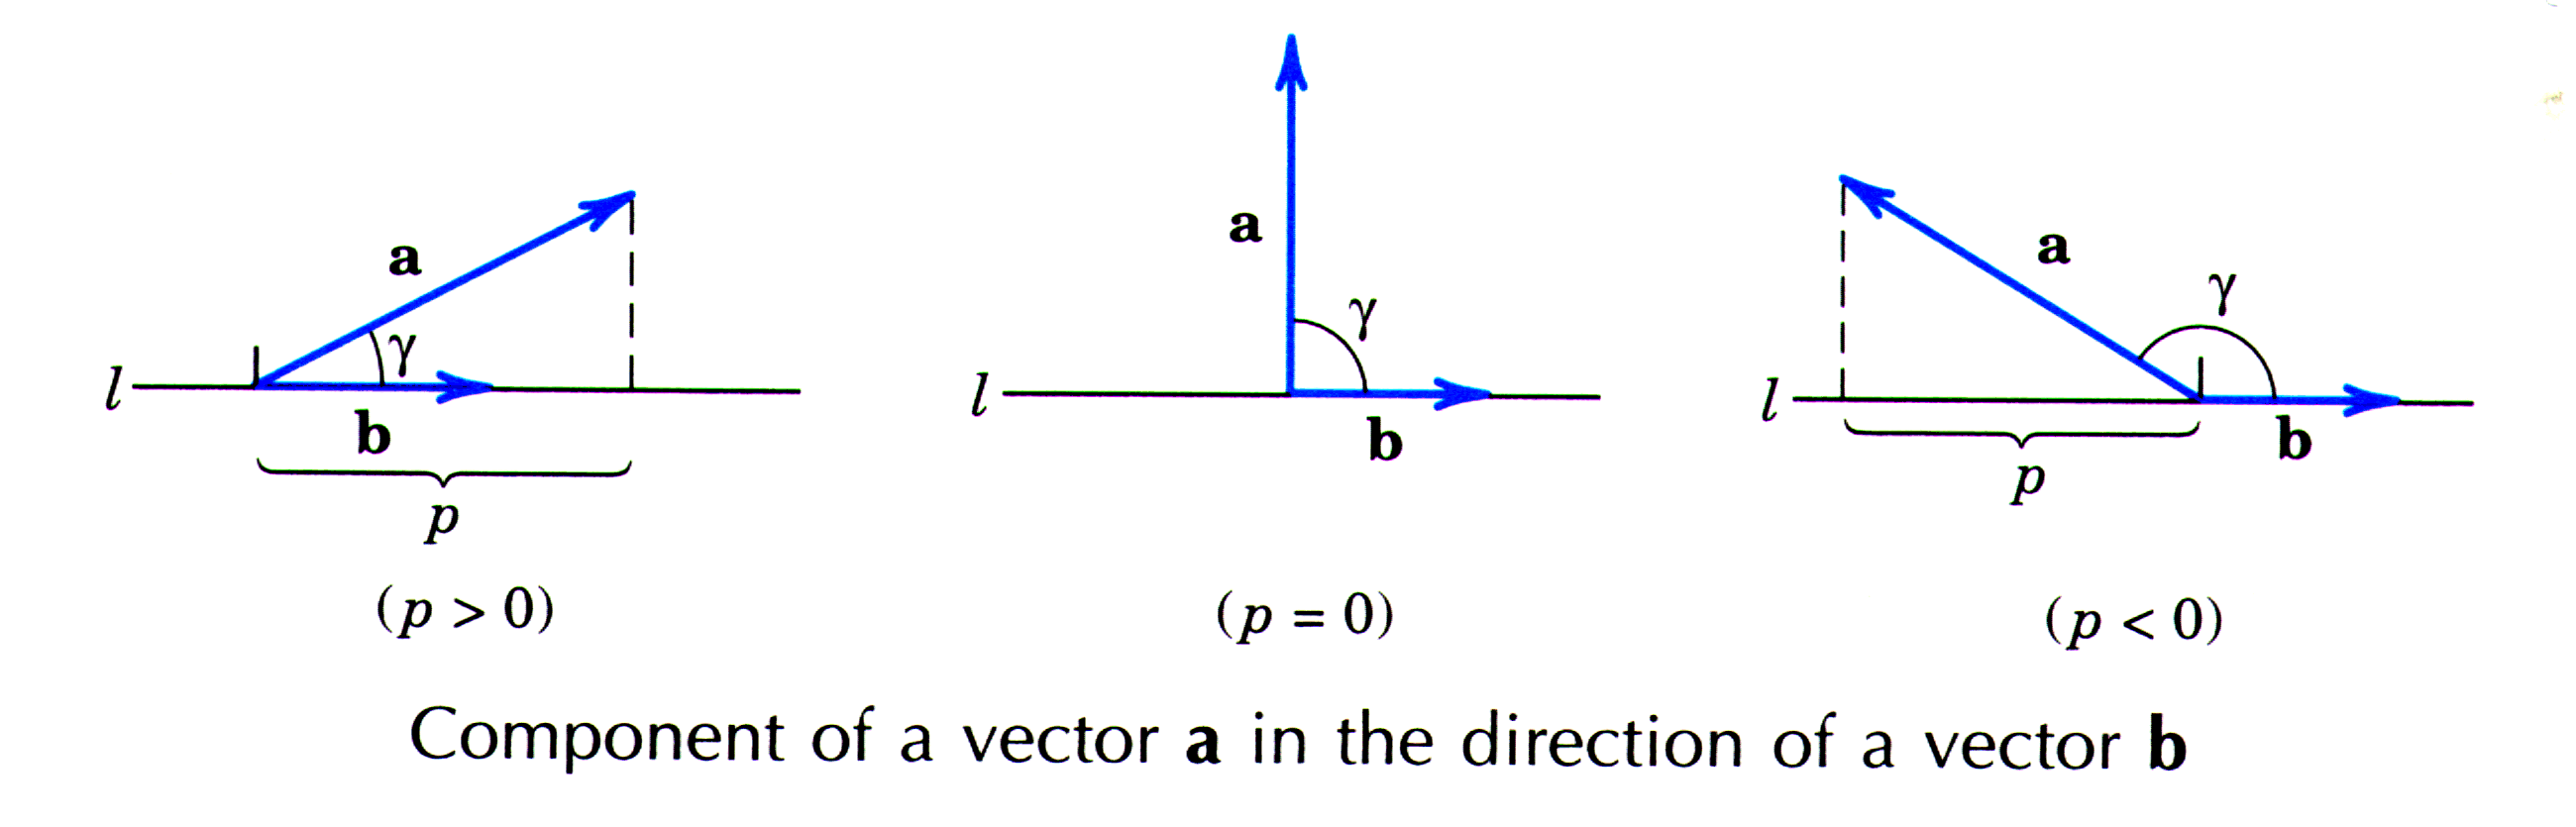 a
γ
l
b
p
(p > 0)
a
γ
l
b
(p = 0)
a
γ
l
b
p
(p < 0)
Component of a vector a in the direction of a vector b